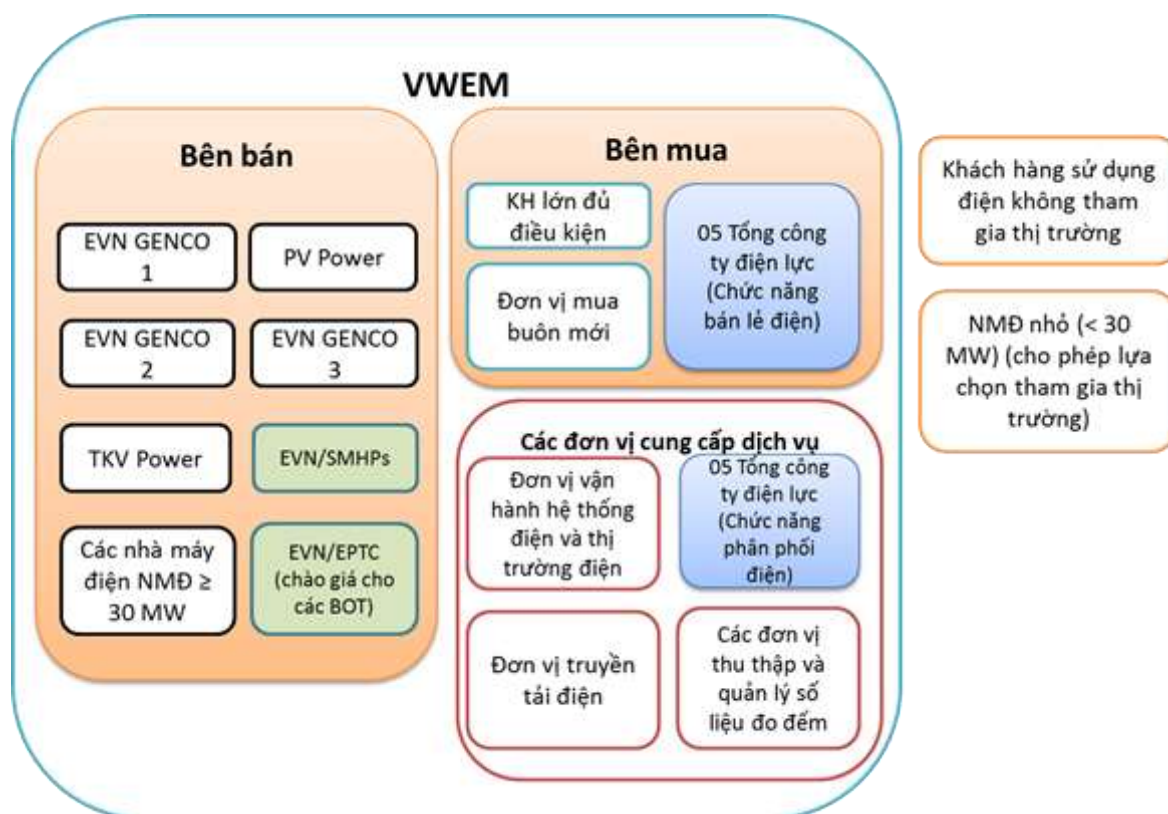 VWEM
Bên bán
EVN GENCO
1
PV Power
EVN GENCO
2
EVN GENCO
3
TKV Power
EVN/SMHPs
Các nhà máy
điện NMĐ ≥
30 MW
EVN/EPTC
(chào giá cho
các BOT)
Bên mua
KH lớn đủ
điều kiện
Đơn vị mua
buôn mới
05 Tổng công
ty điện lực
(Chức năng
bán lẻ điện)
Các đơn vị cung cấp dịch vụ
Đơn vị vận
hành hệ thống
điện và thị
trường điện
05 Tổng công
ty điện lực
(Chức năng
phân phối
điện)
Đơn vị truyền
tải điện
Các đơn vị
thu thập và
quản lý số
liệu đo đếm
Khách hàng sử dụng
điện không tham
gia thị trường
NMĐ nhỏ (< 30
MW) (cho phép lựa
chọn tham gia thị
trường)